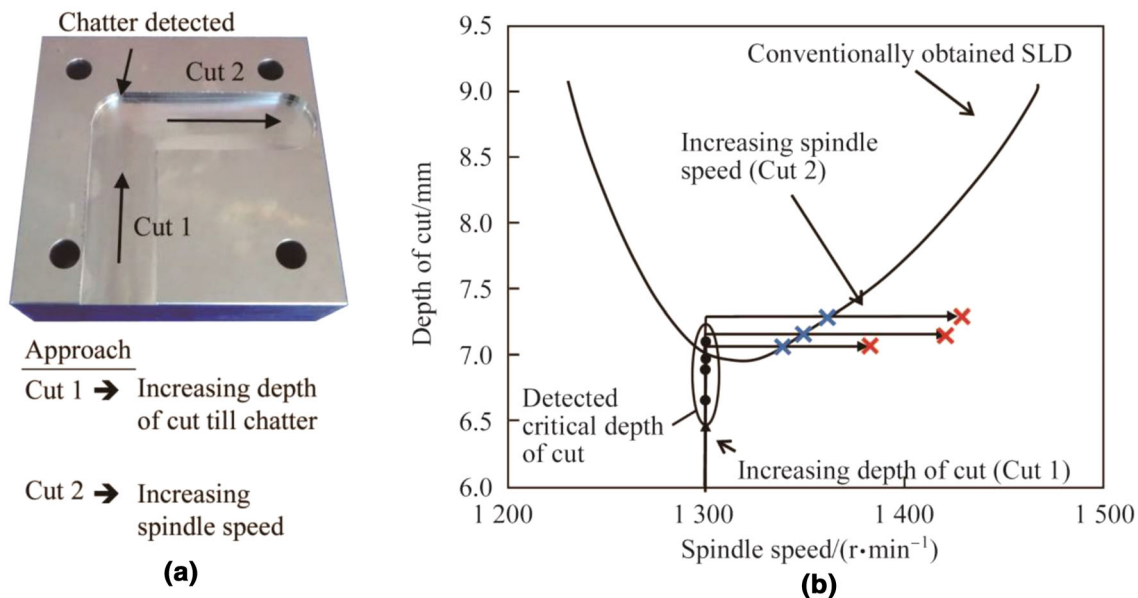 Chatter detected
Cut 2
Cut 1
Approach
Cut 1 ➔ Increasing depth
of cut till chatter
Cut 2 ➔ Increasing
spindle speed
(a)
Depth of cut/mm
9.5
9.0
8.5
8.0
7.5
7.0
6.5
6.0
1 200
1 300
1 400
1 500
Conventionally obtained SLD
Increasing spindle
speed (Cut 2)
Detected
critical depth
of cut
Increasing depth of cut (Cut 1)
Spindle speed/(r·min⁻¹)
(b)